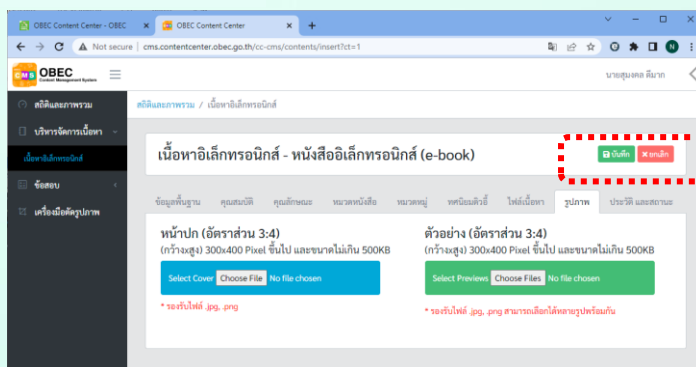 OBEC Content Center - OBEC
OBEC Content Center
Not secure | cms.contentcenter.obec.go.th/cc-cms/contents/insert?ct=1
CMS OBEC
Content Management System
นายสุมงคล ดีมาก
สถิติและภาพรวม
สถิติและภาพรวม / เนื้อหาอิเล็กทรอนิกส์
บริหารจัดการเนื้อหา
เนื้อหาอิเล็กทรอนิกส์
ข้อสอบ
เครื่องมือตัดรูปภาพ
เนื้อหาอิเล็กทรอนิกส์ - หนังสืออิเล็กทรอนิกส์ (e-book)
บันทึก ยกเลิก
ข้อมูลพื้นฐาน คุณสมบัติ คุณลักษณะ หมวดหนังสือ หมวดหมู่ ทศนิยมดิวอี้ ไฟล์เนื้อหา รูปภาพ ประวัติ และสถานะ
หน้าปก (อัตราส่วน 3:4)
(กว้างxสูง) 300x400 Pixel ขึ้นไป และขนาดไม่เกิน 500KB
Select Cover Choose File No file chosen
* รองรับไฟล์ .jpg, .png
ตัวอย่าง (อัตราส่วน 3:4)
(กว้างxสูง) 300x400 Pixel ขึ้นไป และขนาดไม่เกิน 500KB
Select Previews Choose Files No file chosen
* รองรับไฟล์ .jpg, .png สามารถเลือกได้หลายรูปพร้อมกัน